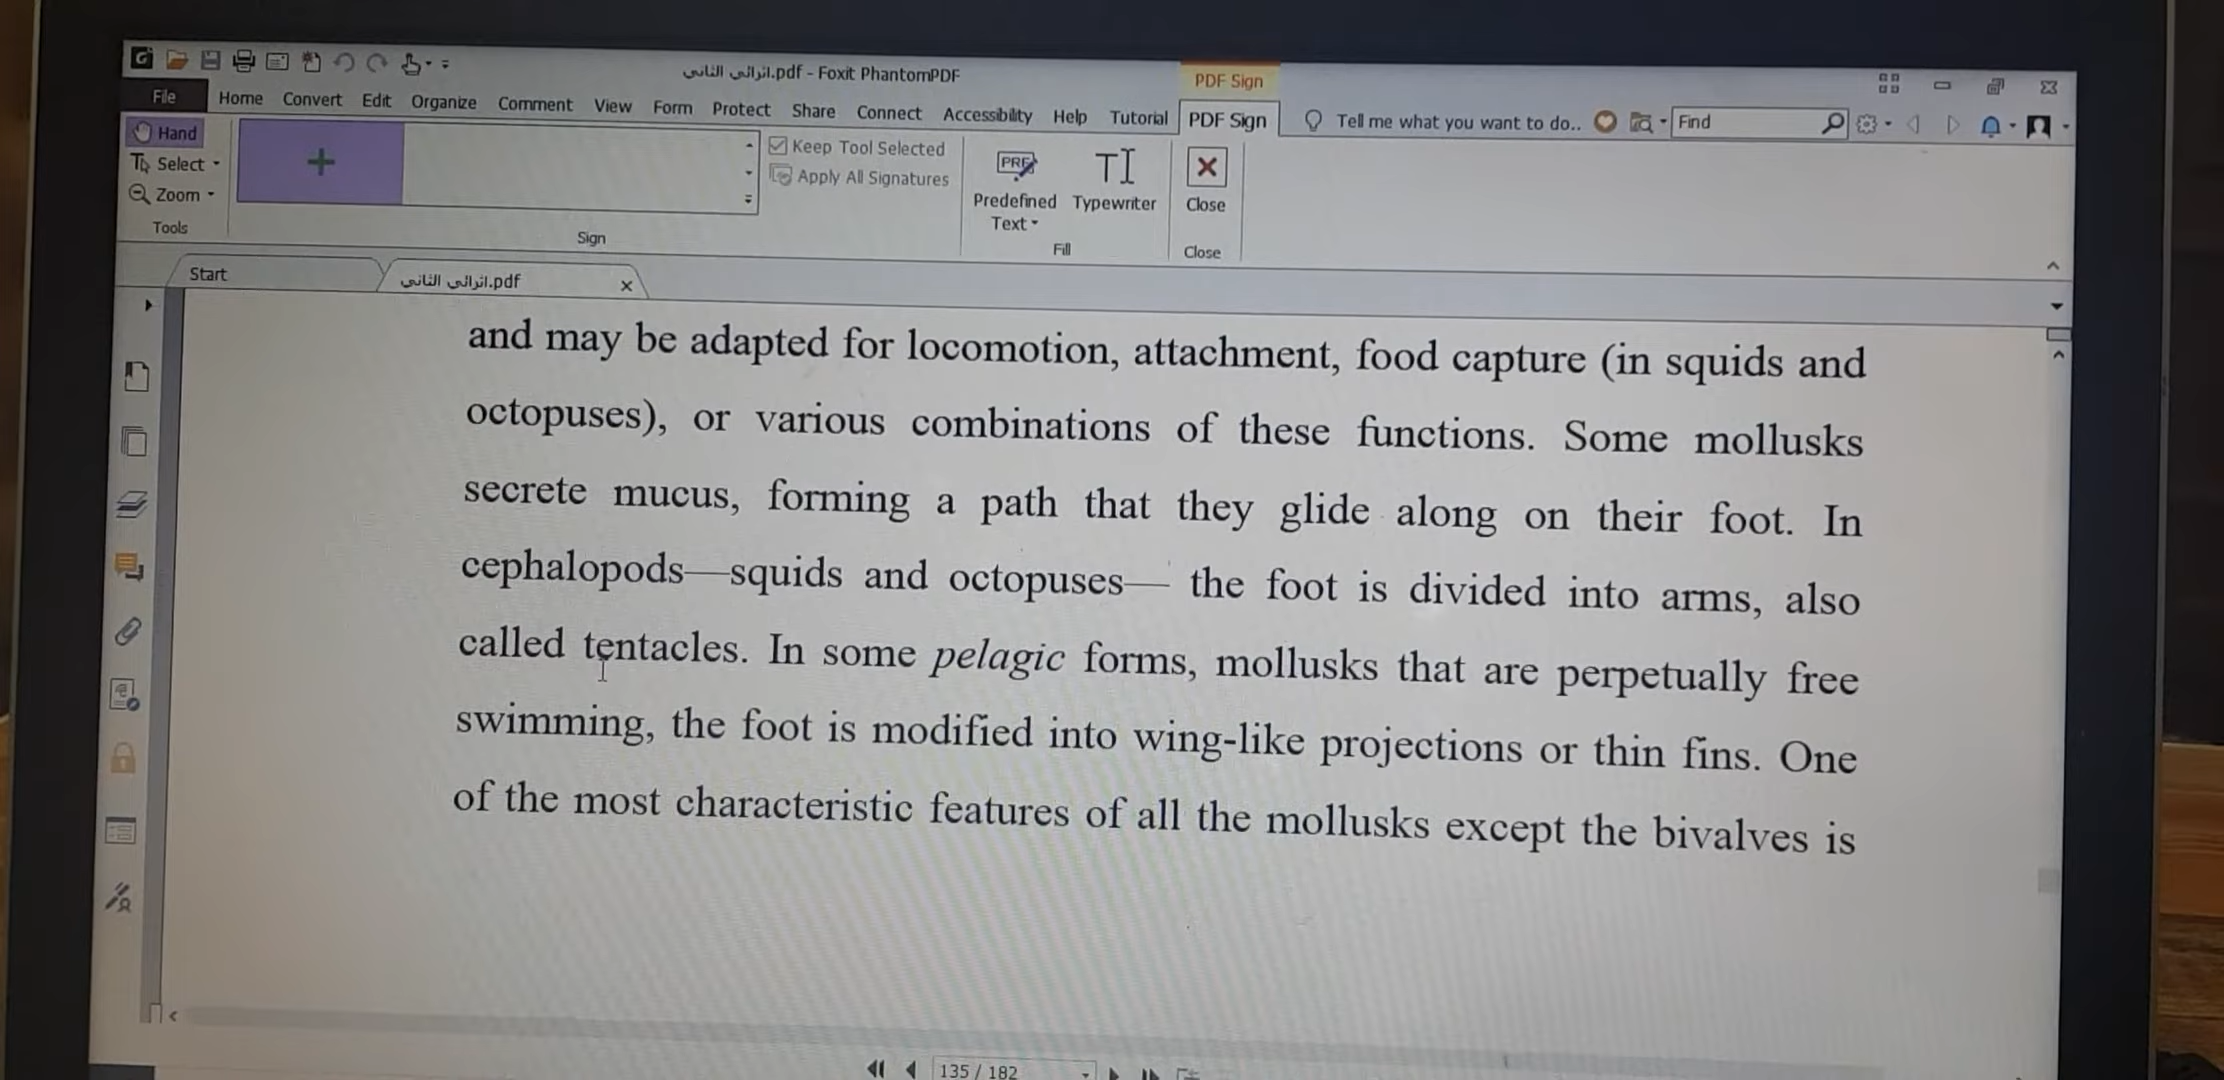 اثرائي الثاني.pdf - Foxit PhantomPDF
PDF Sign
File Home Convert Edit Organize Comment View Form Protect Share Connect Accessibility Help Tutorial PDF Sign Tell me what you want to do.. Find
Hand
Select
Zoom
Tools
Keep Tool Selected
Apply All Signatures
Sign
PRE
Predefined
Text
Typewriter
Fill
Close
Close
Start
اثرائي الثاني.pdf
and may be adapted for locomotion, attachment, food capture (in squids and
octopuses), or various combinations of these functions. Some mollusks
secrete mucus, forming a path that they glide along on their foot. In
cephalopods—squids and octopuses— the foot is divided into arms, also
called tentacles. In some pelagic forms, mollusks that are perpetually free
swimming, the foot is modified into wing-like projections or thin fins. One
of the most characteristic features of all the mollusks except the bivalves is
135 / 182